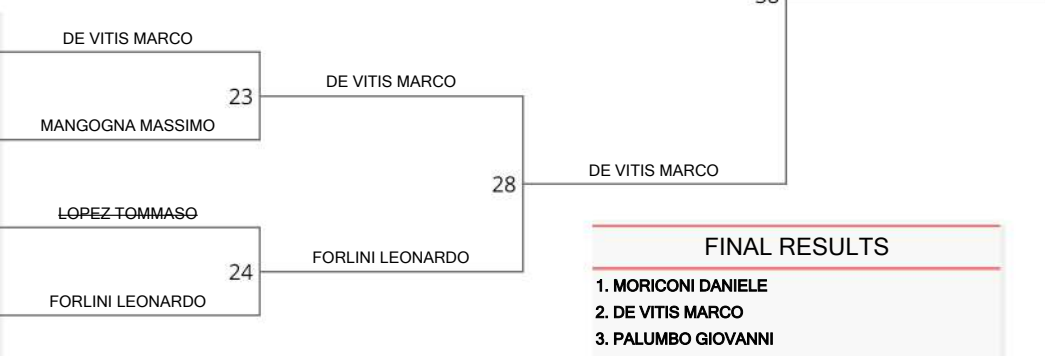 DE VITIS MARCO
23
DE VITIS MARCO
MANGOGNA MASSIMO
28
DE VITIS MARCO
LOPEZ TOMMASO
24
FORLINI LEONARDO
FORLINI LEONARDO
FINAL RESULTS
1. MORICONI DANIELE
2. DE VITIS MARCO
3. PALUMBO GIOVANNI